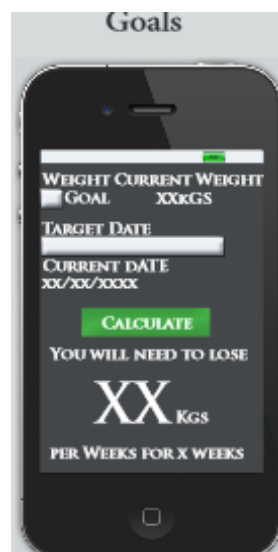 Goals
Weight Current Weight
Goal XXkgs
Target Date
Current date
xx/xx/xxxx
Calculate
You will need to lose
XX Kgs
per Weeks for x weeks